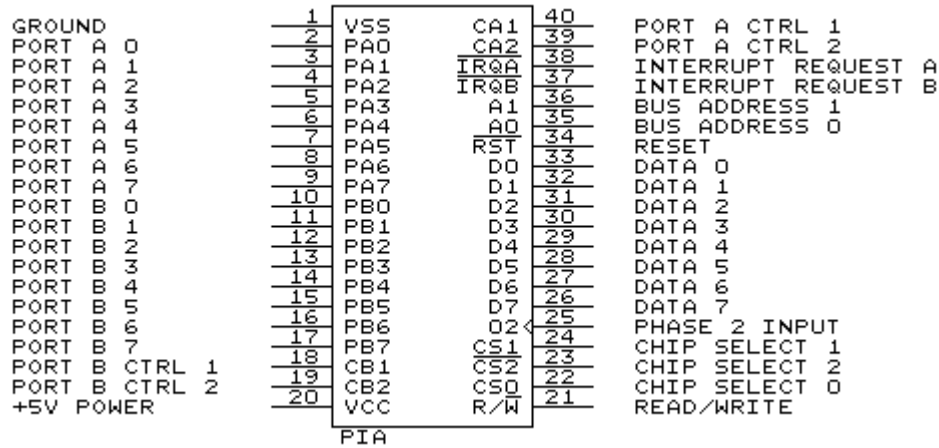 GROUND 1 VSS CA1 40 PORT A CTRL 1
PORT A 0 2 PA0 CA2 39 PORT A CTRL 2
PORT A 1 3 PA1 IRQA 38 INTERRUPT REQUEST A
PORT A 2 4 PA2 IRQB 37 INTERRUPT REQUEST B
PORT A 3 5 PA3 A1 36 BUS ADDRESS 1
PORT A 4 6 PA4 A0 35 BUS ADDRESS 0
PORT A 5 7 PA5 RST 34 RESET
PORT A 6 8 PA6 D0 33 DATA 0
PORT A 7 9 PA7 D1 32 DATA 1
PORT B 0 10 PB0 D2 31 DATA 2
PORT B 1 11 PB1 D3 30 DATA 3
PORT B 2 12 PB2 D4 29 DATA 4
PORT B 3 13 PB3 D5 28 DATA 5
PORT B 4 14 PB4 D6 27 DATA 6
PORT B 5 15 PB5 D7 26 DATA 7
PORT B 6 16 PB6 02 25 PHASE 2 INPUT
PORT B 7 17 PB7 CS1 24 CHIP SELECT 1
PORT B CTRL 1 18 CB1 CS2 23 CHIP SELECT 2
PORT B CTRL 2 19 CB2 CS0 22 CHIP SELECT 0
+5V POWER 20 VCC R/W 21 READ/WRITE
PIA